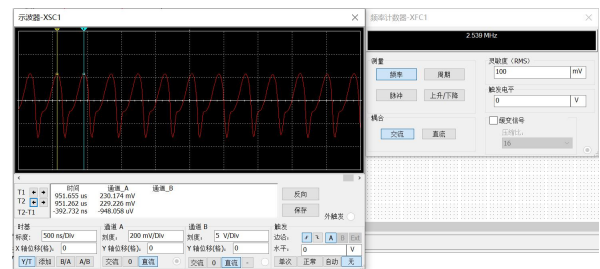 示波器-XSC1
T1
T2
T2-T1
时间
通道_A
通道_B
951.655 us
230.174 mV
951.262 us
229.226 mV
-392.732 ns
-948.058 uV
反向
保存
外触发
时基
标度:
500 ns/Div
X 轴位移(格):
0
Y/T
添加
B/A
A/B
通道 A
刻度:
200 mV/Div
Y 轴位移(格):
0
交流
0
直流
通道 B
刻度:
5 V/Div
Y 轴位移(格):
0
交流
0
直流
-
触发
边沿:
A
B
Ext
水平:
0
V
单次
正常
自动
无
频率计数器-XFC1
2.539 MHz
测量
频率
周期
脉冲
上升/下降
耦合
交流
直流
灵敏度 (RMS)
100
mV
触发电平
0
V
缓变信号
压缩比:
16